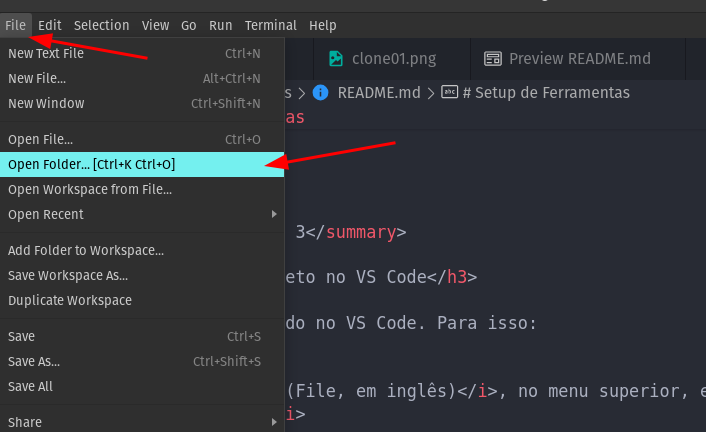 File Edit Selection View Go Run Terminal Help
New Text File Ctrl+N
New File... Alt+Ctrl+N
New Window Ctrl+Shift+N
Open File... Ctrl+O
Open Folder... [Ctrl+K Ctrl+O]
Open Workspace from File...
Open Recent
Add Folder to Workspace...
Save Workspace As...
Duplicate Workspace
Save Ctrl+S
Save As... Ctrl+Shift+S
Save All
Share
clone01.png Preview README.md
s > README.md > abc # Setup de Ferramentas
as
3</summary>
eto no VS Code</h3>
do no VS Code. Para isso:
(File, em inglês)</i>, no menu superior, e
i>